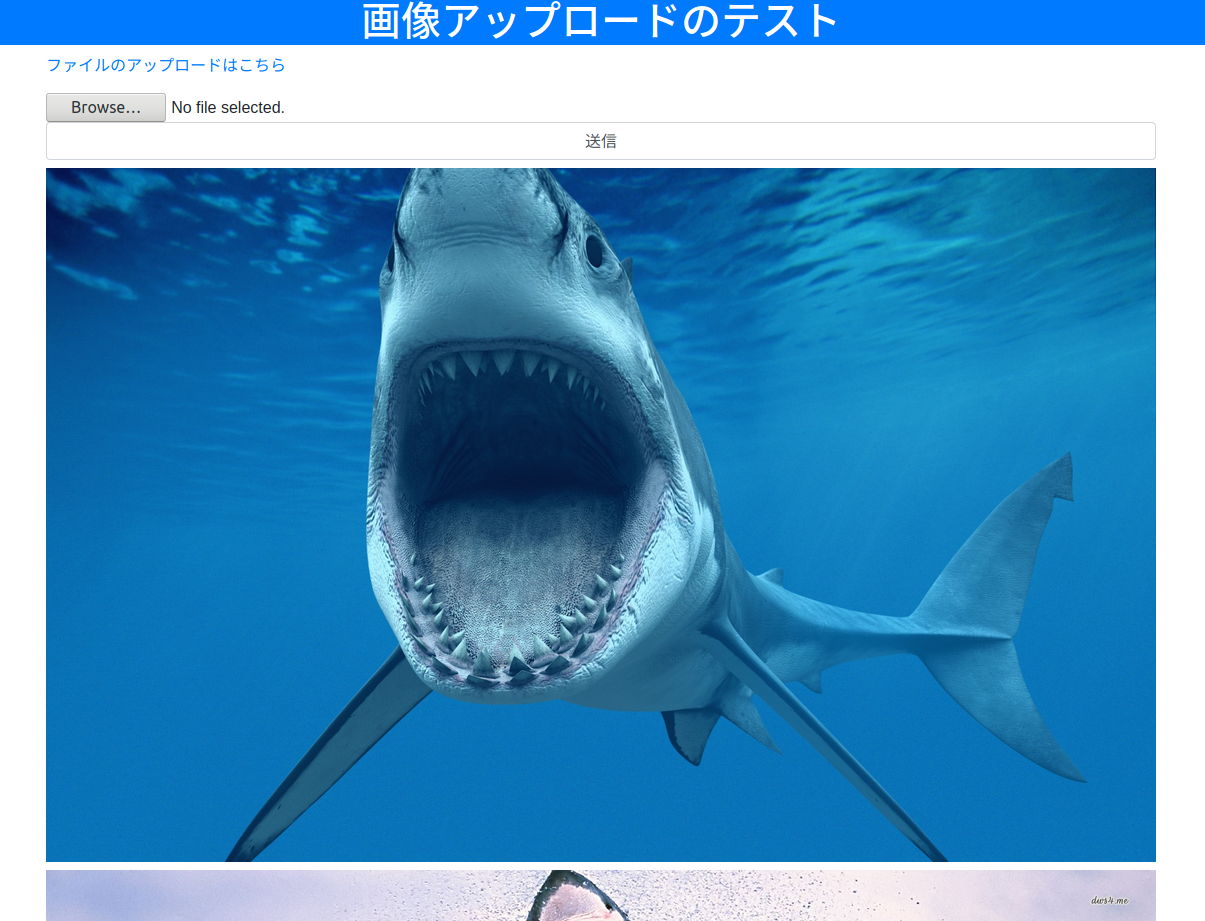 画像アップロードのテスト
ファイルのアップロードはこちら
Browse... No file selected.
送信
dws4.me